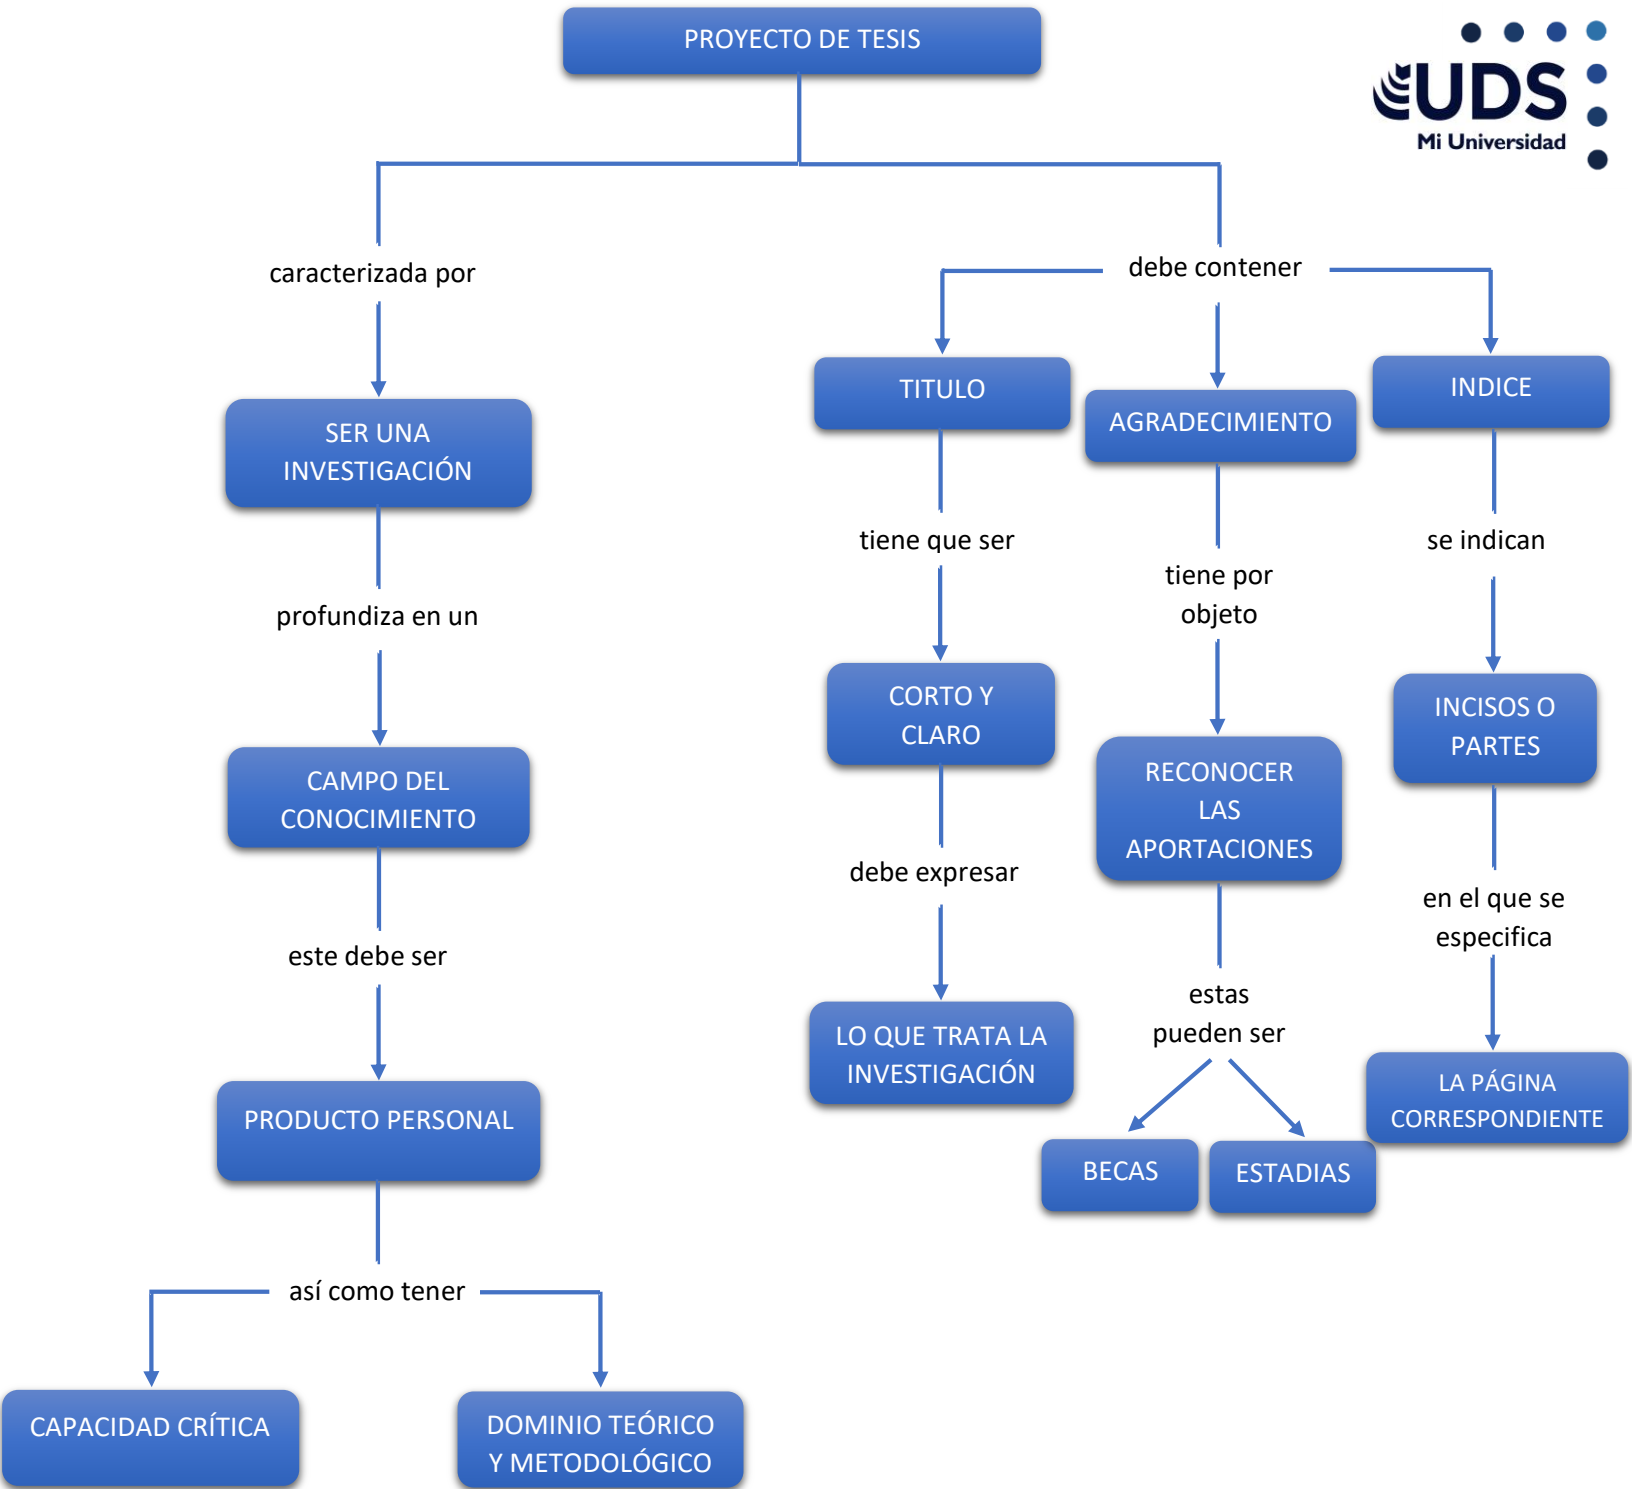 PROYECTO DE TESIS
UDS
Mi Universidad
caracterizada por
SER UNA
INVESTIGACIÓN
profundiza en un
CAMPO DEL
CONOCIMIENTO
este debe ser
PRODUCTO PERSONAL
así como tener
CAPACIDAD CRÍTICA
DOMINIO TEÓRICO
Y METODOLÓGICO
debe contener
TITULO
tiene que ser
CORTO Y
CLARO
debe expresar
LO QUE TRATA LA
INVESTIGACIÓN
AGRADECIMIENTO
tiene por
objeto
RECONOCER
LAS
APORTACIONES
estas
pueden ser
BECAS
ESTADIAS
INDICE
se indican
INCISOS O
PARTES
en el que se
especifica
LA PÁGINA
CORRESPONDIENTE